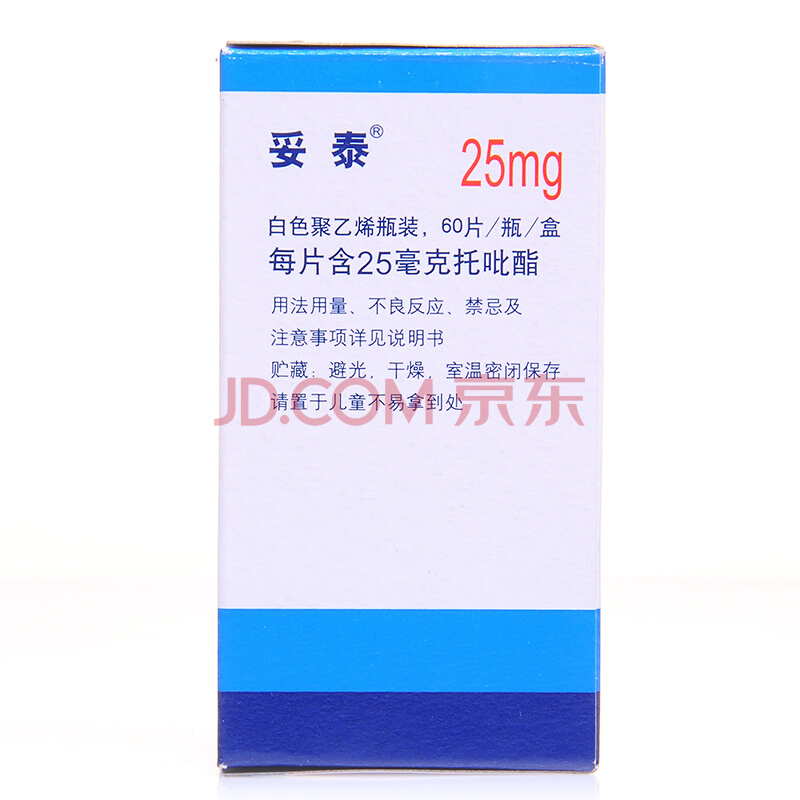 妥泰®
25mg
白色聚乙烯瓶装，60片/瓶/盒
每片含25毫克托吡酯
用法用量、不良反应、禁忌及
注意事项详见说明书
贮藏：避光，干燥，室温密闭保存
请置于儿童不易拿到处
JD.COM 京东